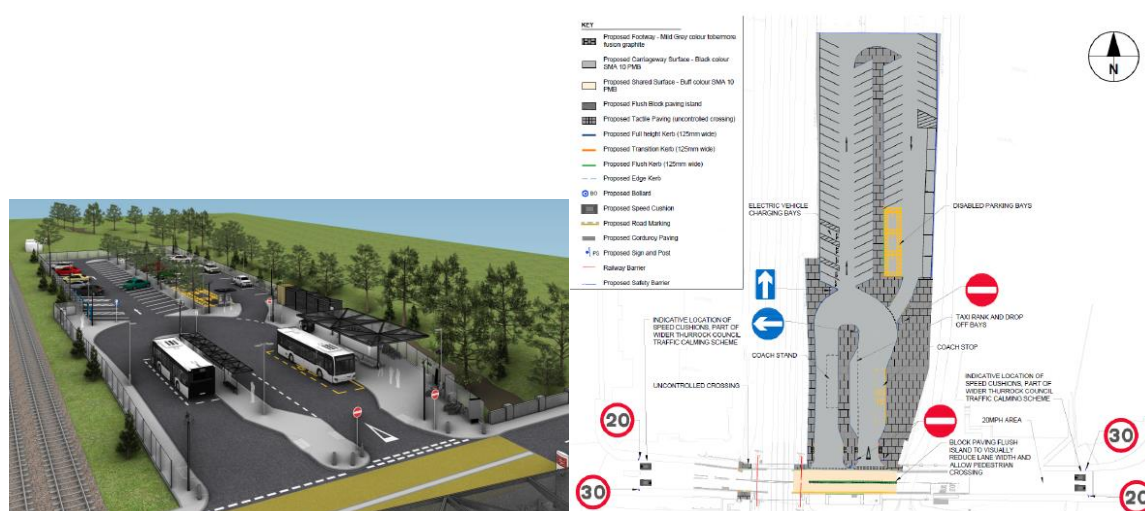 KEY
Proposed Footway - Mild Grey colour tobermore
fusion graphite
Proposed Carriageway Surface - Black colour
SMA 10 PMB
Proposed Shared Surface - Buff colour SMA 10
PMB
Proposed Flush Block paving island
Proposed Tactile Paving (uncontrolled crossing)
Proposed Full height Kerb (125mm wide)
Proposed Transition Kerb (125mm wide)
Proposed Flush Kerb (125mm wide)
Proposed Edge Kerb
Proposed Bollard
Proposed Speed Cushion
Proposed Road Marking
Proposed Corduroy Paving
PS Proposed Sign and Post
Railway Barrier
Proposed Safety Barrier
N
ELECTRIC VEHICLE
CHARGING BAYS
DISABLED PARKING BAYS
TAXI RANK AND DROP
OFF BAYS
INDICATIVE LOCATION OF
SPEED CUSHIONS, PART OF
WIDER THURROCK COUNCIL
TRAFFIC CALMING SCHEME
COACH STAND
COACH STOP
UNCONTROLLED CROSSING
INDICATIVE LOCATION OF
SPEED CUSHIONS, PART OF
WIDER THURROCK COUNCIL
TRAFFIC CALMING SCHEME
20MPH AREA
BLOCK PAVING FLUSH
ISLAND TO VISUALLY
REDUCE LANE WIDTH AND
ALLOW PEDESTRIAN
CROSSING
20
30
30
20